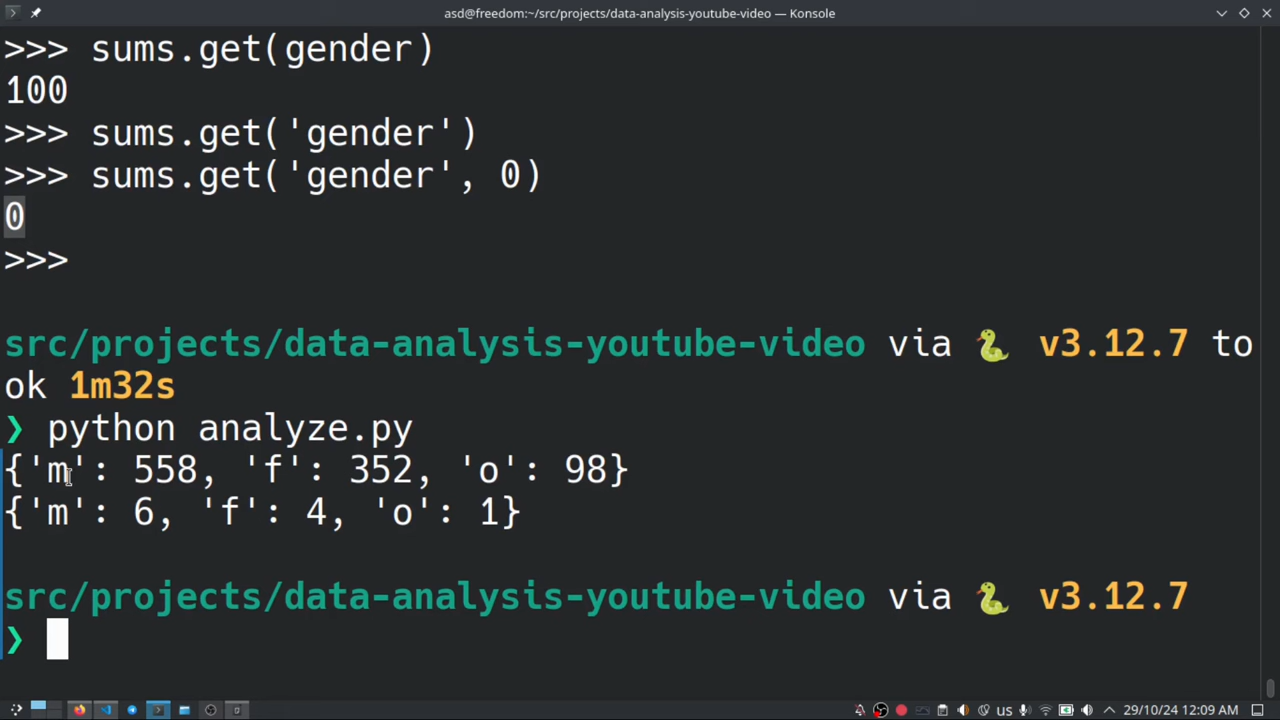 asd@freedom:~/src/projects/data-analysis-youtube-video — Konsole
>>> sums.get(gender)
100
>>> sums.get('gender')
>>> sums.get('gender', 0)
0
>>>
src/projects/data-analysis-youtube-video via 🐍 v3.12.7 to
ok 1m32s
❯ python analyze.py
{'m': 558, 'f': 352, 'o': 98}
{'m': 6, 'f': 4, 'o': 1}
src/projects/data-analysis-youtube-video via 🐍 v3.12.7
❯
us 29/10/24 12:09 AM